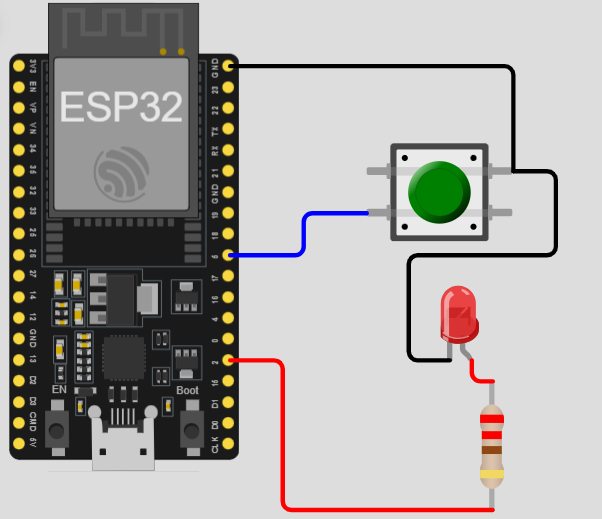 ESP32
3V3
EN
VP
VN
34
35
32
33
25
26
27
14
12
GND
13
D2
D3
CMD
5V
GND
23
22
TX
RX
21
GND
19
18
5
17
16
4
0
2
15
D1
D0
CLK
EN
Boot